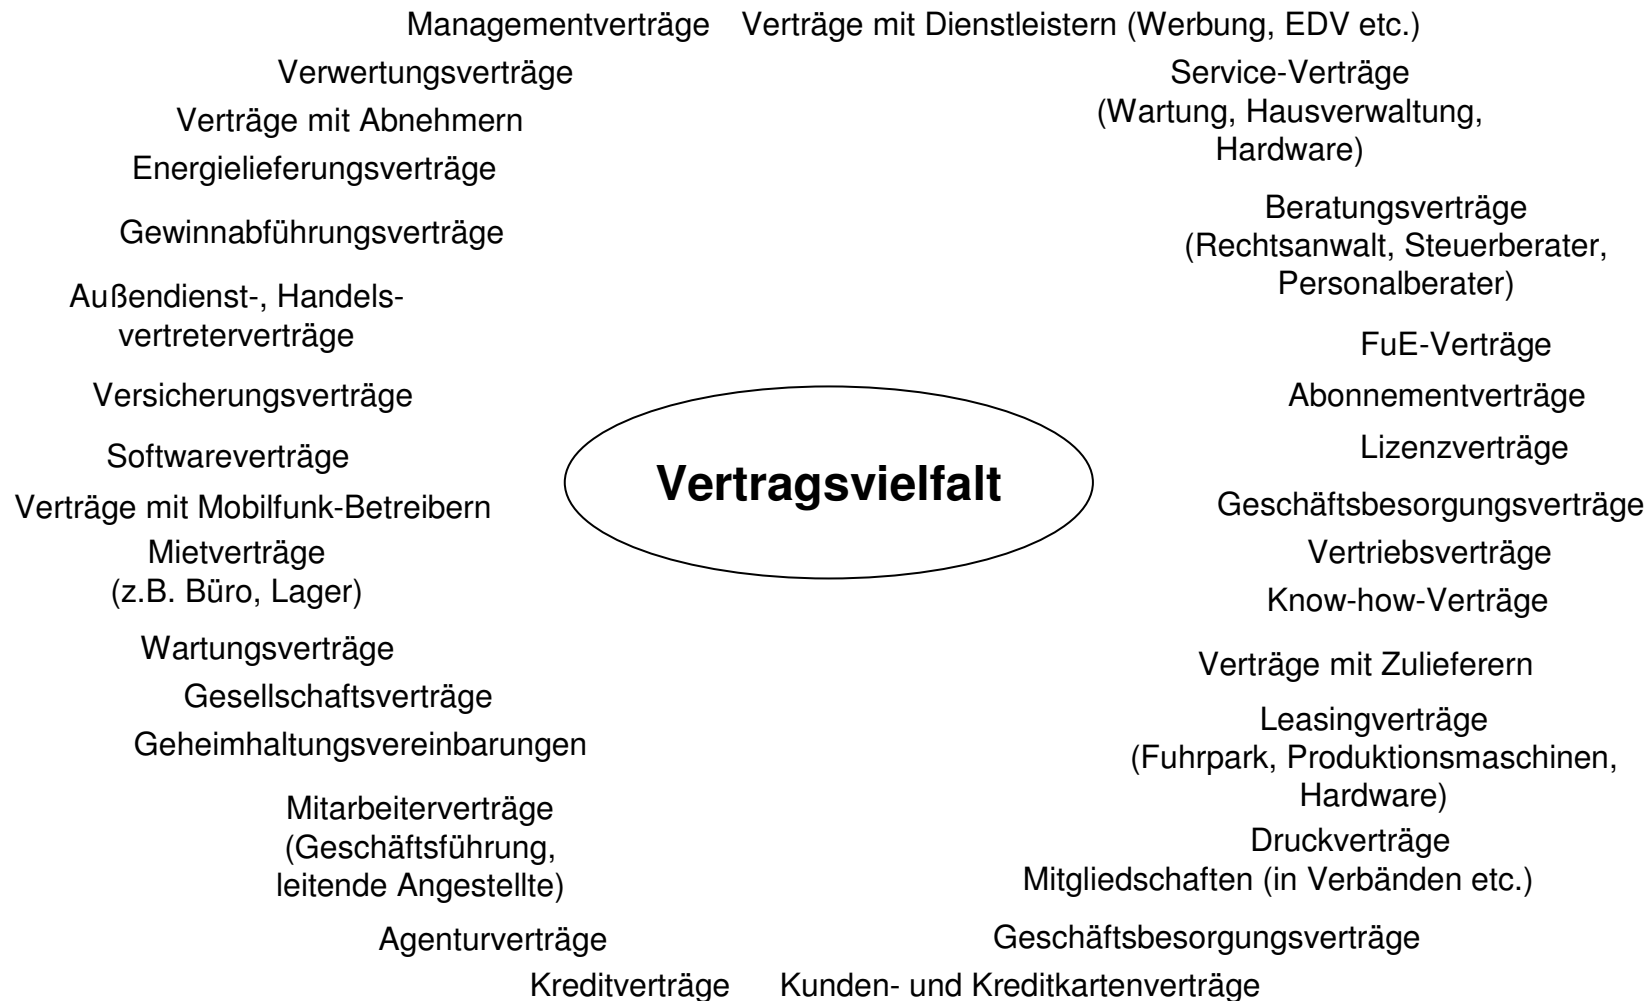 Managementverträge Verträge mit Dienstleistern (Werbung, EDV etc.)
Verwertungsverträge
Service-Verträge
(Wartung, Hausverwaltung,
Hardware)
Verträge mit Abnehmern
Energielieferungsverträge
Beratungsverträge
(Rechtsanwalt, Steuerberater,
Personalberater)
Gewinnabführungsverträge
Außendienst-, Handels-
vertreterverträge
FuE-Verträge
Versicherungsverträge
Abonnementverträge
Softwareverträge
Lizenzverträge
Vertragsvielfalt
Verträge mit Mobilfunk-Betreibern
Geschäftsbesorgungsverträge
Mietverträge
(z.B. Büro, Lager)
Vertriebsverträge
Know-how-Verträge
Wartungsverträge
Verträge mit Zulieferern
Gesellschaftsverträge
Geheimhaltungsvereinbarungen
Leasingverträge
(Fuhrpark, Produktionsmaschinen,
Hardware)
Mitarbeiterverträge
(Geschäftsführung,
leitende Angestellte)
Druckverträge
Mitgliedschaften (in Verbänden etc.)
Agenturverträge
Geschäftsbesorgungsverträge
Kreditverträge Kunden- und Kreditkartenverträge